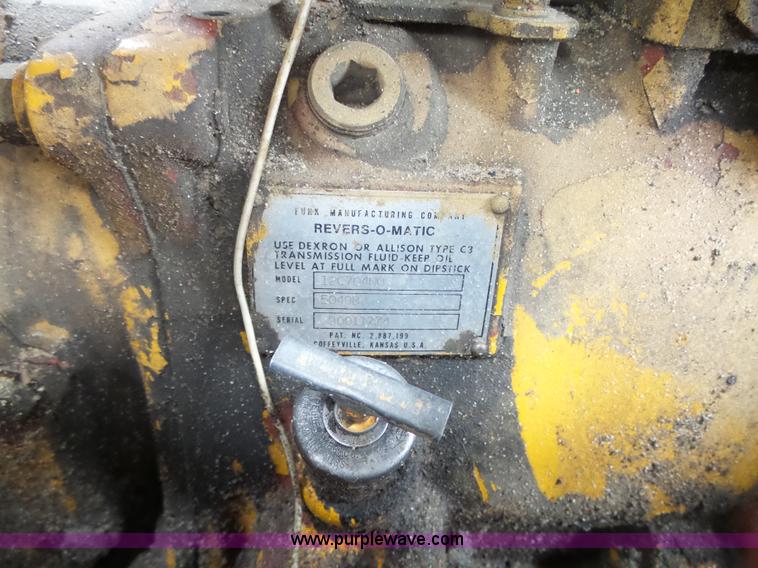 FUNK MANUFACTURING COMPANY
REVERS-O-MATIC
USE DEXRON OR ALLISON TYPE C3
TRANSMISSION FLUID-KEEP OIL
LEVEL AT FULL MARK ON DIPSTICK
MODEL
SPEC
SERIAL
PAT. NO. 2,887,199
COFFEYVILLE, KANSAS U.S.A.
www.purplewave.com